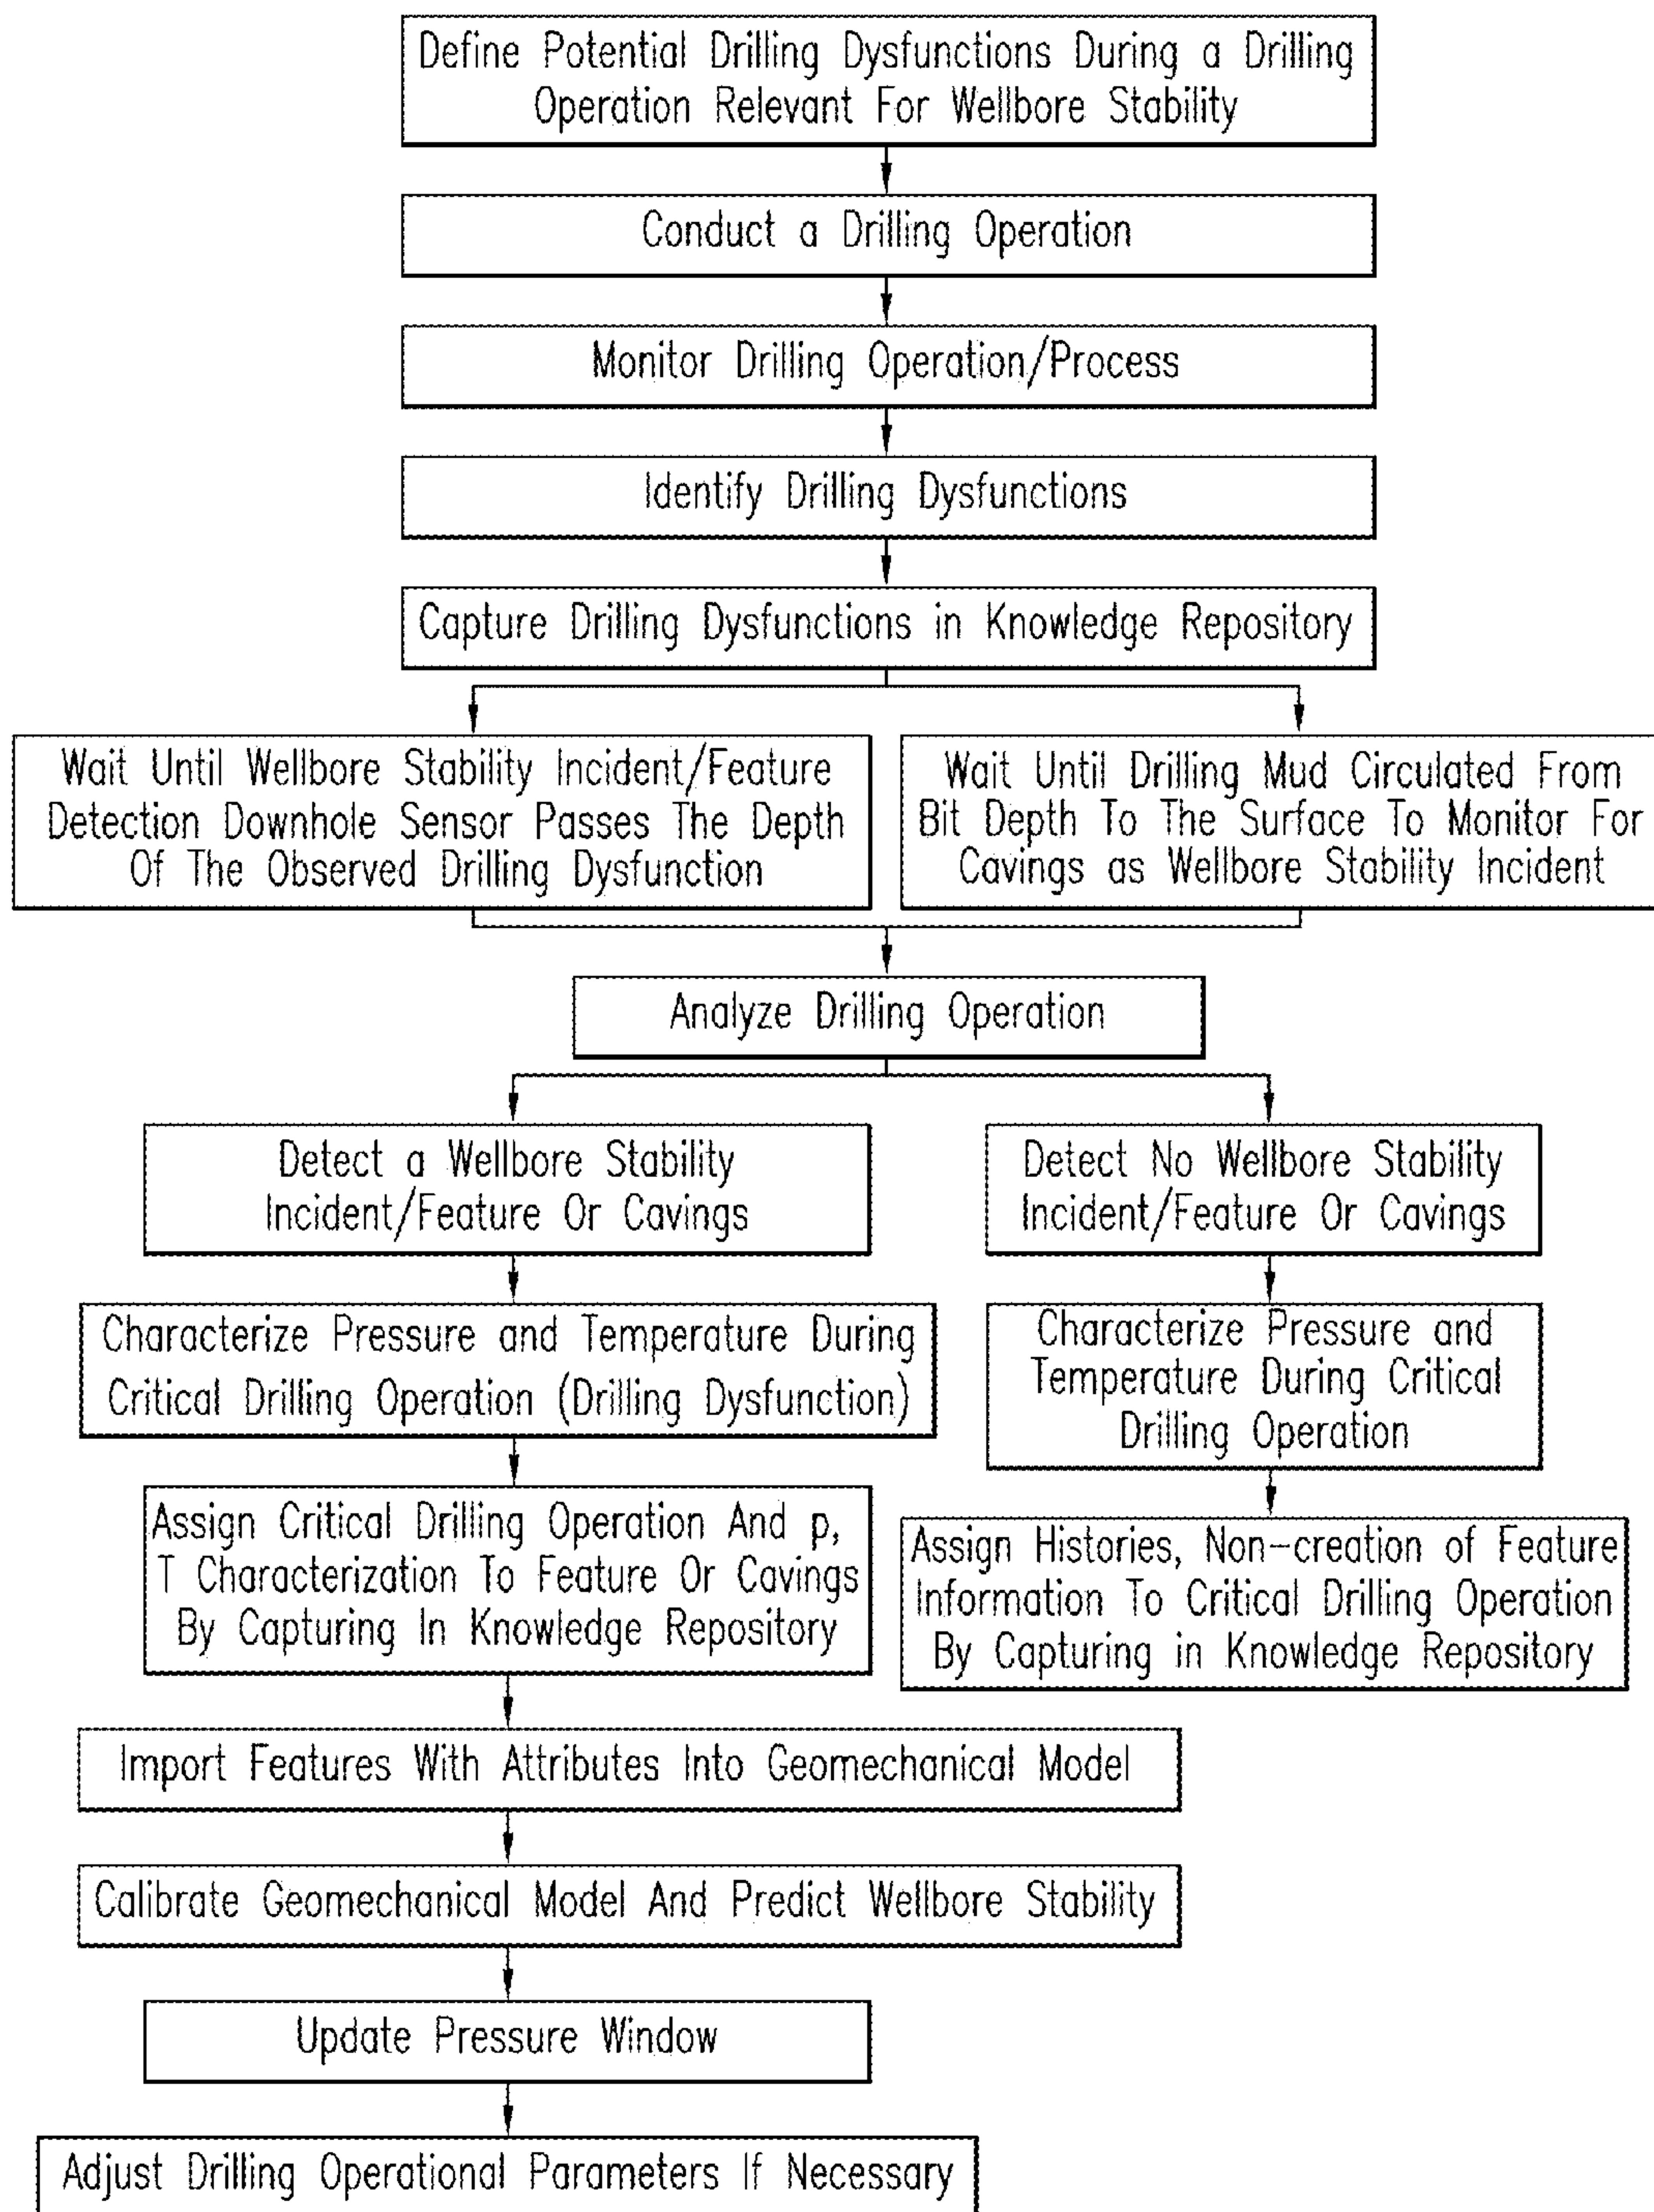 Define Potential Drilling Dysfunctions During a Drilling
Operation Relevant For Wellbore Stability
Conduct a Drilling Operation
Monitor Drilling Operation/Process
Identify Drilling Dysfunctions
Capture Drilling Dysfunctions in Knowledge Repository
Wait Until Wellbore Stability Incident/Feature
Detection Downhole Sensor Passes The Depth
Of The Observed Drilling Dysfunction
Wait Until Drilling Mud Circulated From
Bit Depth To The Surface To Monitor For
Cavings as Wellbore Stability Incident
Analyze Drilling Operation
Detect a Wellbore Stability
Incident/Feature Or Cavings
Detect No Wellbore Stability
Incident/Feature Or Cavings
Characterize Pressure and Temperature During
Critical Drilling Operation (Drilling Dysfunction)
Characterize Pressure and
Temperature During Critical
Drilling Operation
Assign Critical Drilling Operation And p,
T Characterization To Feature Or Cavings
By Capturing In Knowledge Repository
Assign Histories, Non-creation of Feature
Information To Critical Drilling Operation
By Capturing in Knowledge Repository
Import Features With Attributes Into Geomechanical Model
Calibrate Geomechanical Model And Predict Wellbore Stability
Update Pressure Window
Adjust Drilling Operational Parameters If Necessary